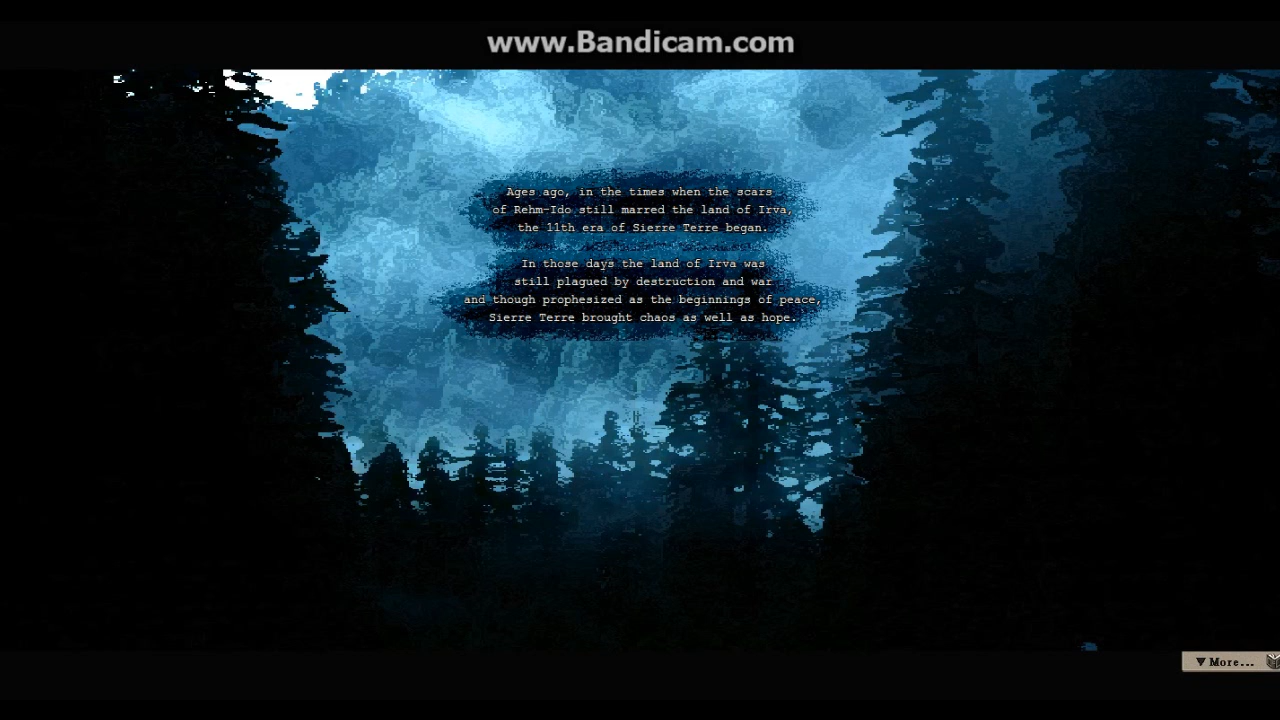 www.Bandicam.com
Ages ago, in the times when the scars
of Rehm-Ido still marred the land of Irva,
the 11th era of Sierre Terre began.
In those days the land of Irva was
still plagued by destruction and war
and though prophesized as the beginnings of peace,
Sierre Terre brought chaos as well as hope.
▼ More...